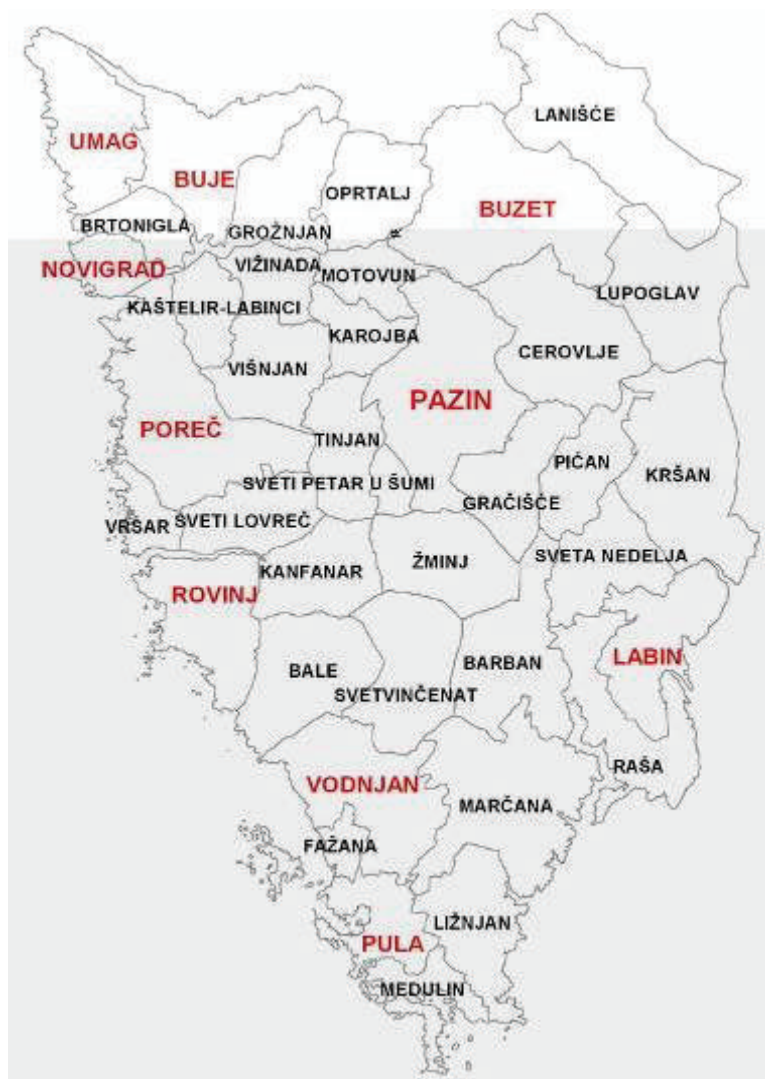 LANIŠĆE
UMAG
BUJE
OPRTALJ
BUZET
BRTONIGLA
GROŽNJAN
NOVIGRAD
VIŽINADA
MOTOVUN
LUPOGLAV
KAŠTELIR-LABINCI
KAROJBA
CEROVLJE
VIŠNJAN
PAZIN
POREČ
TINJAN
PIĆAN
SVETI PETAR U ŠUMI
KRŠAN
GRAČIŠĆE
VRSAR
SVETI LOVREČ
SVETA NEDELJA
KANFANAR
ŽMINJ
ROVINJ
LABIN
BALE
BARBAN
SVETVINČENAT
RAŠA
VODNJAN
MARČANA
FAŽANA
LIŽNJAN
PULA
MEDULIN